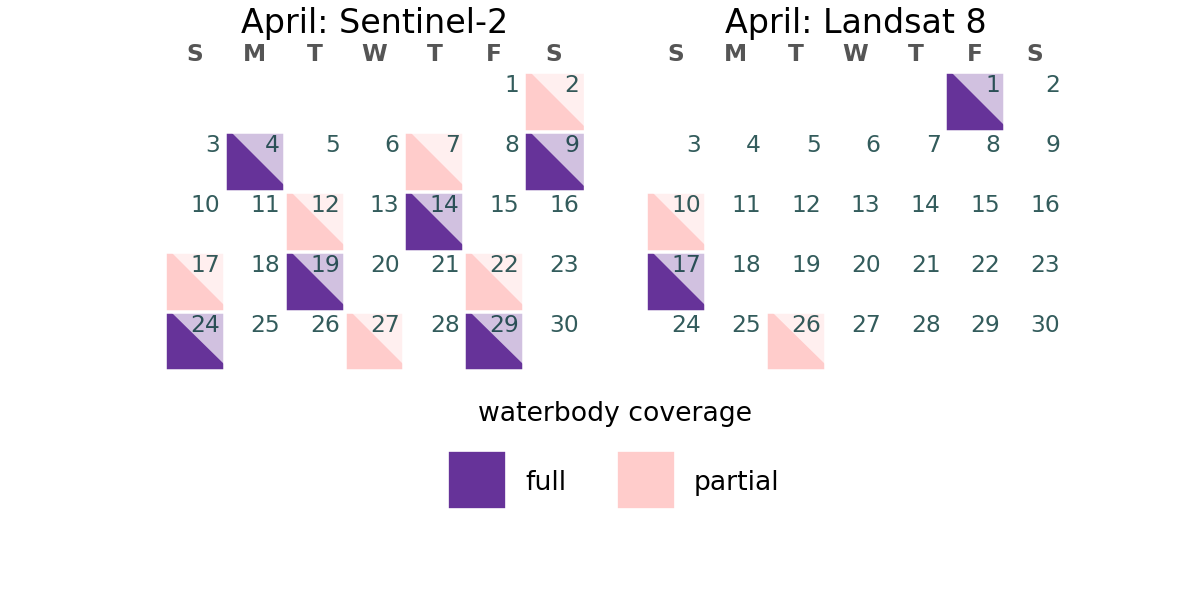 April: Sentinel-2
S M T W T F S
1 2
3 4 5 6 7 8 9
10 11 12 13 14 15 16
17 18 19 20 21 22 23
24 25 26 27 28 29 30
April: Landsat 8
S M T W T F S
1 2
3 4 5 6 7 8 9
10 11 12 13 14 15 16
17 18 19 20 21 22 23
24 25 26 27 28 29 30
waterbody coverage
full
partial